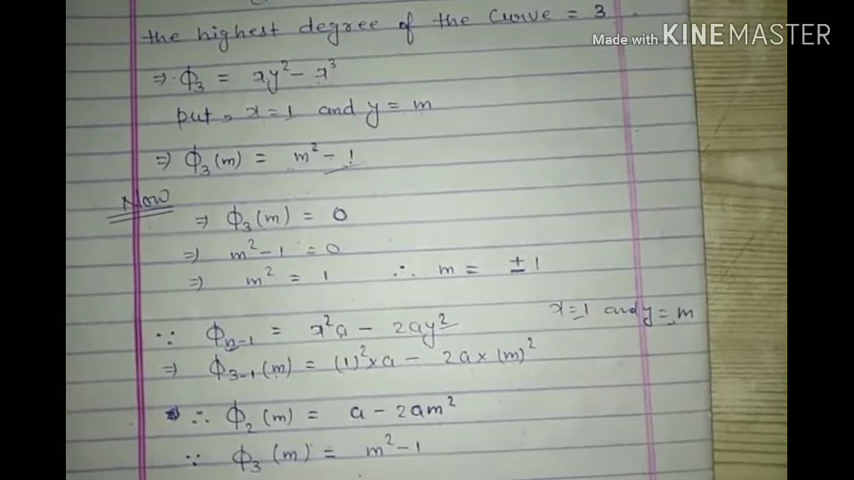 the highest degree of the curve = 3 .
Made with KINEMASTER
⇒ ϕ₃ = xy² - x³
put, x = 1 and y = m
⇒ ϕ₃(m) = m² - 1
Now
⇒ ϕ₃(m) = 0
⇒ m² - 1 = 0
⇒ m² = 1 ∴ m = ± 1
∵ ϕₙ₋₁ = x²a - 2ay² x = 1 and y = m
⇒ ϕ₃₋₁(m) = (1)² × a - 2a × (m)²
∴ ϕ₂(m) = a - 2am²
∵ ϕ₃(m) = m² - 1